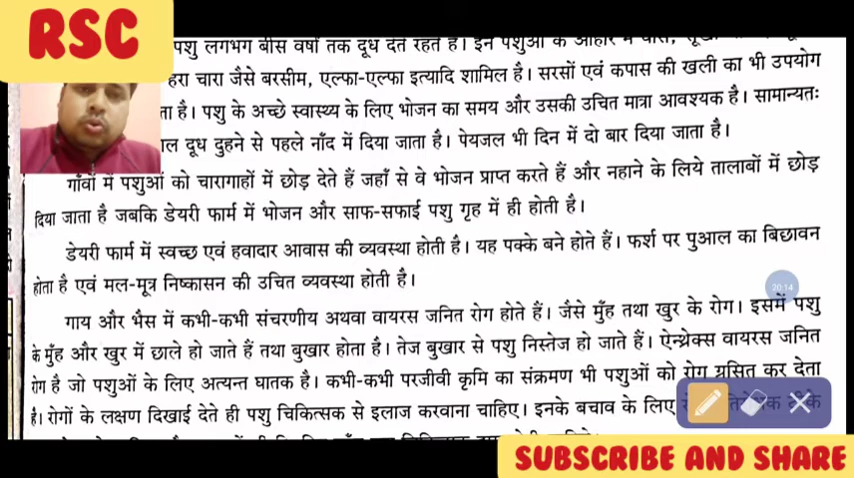 RSC
पशु लगभग बीस वर्षो तक दूध देते रहते है। इन पशुओं के आहार में
हरा चारा जैसे बरसीम, एल्फा-एल्फा इत्यादि शामिल है। सरसों एवं कपास की खली का भी उपयोग
ता है। पशु के अच्छे स्वास्थ्य के लिए भोजन का समय और उसकी उचित मात्रा आवश्यक है। सामान्यतः
ल दूध दुहने से पहले नाँद में दिया जाता है। पेयजल भी दिन में दो बार दिया जाता है।
गाँवों में पशुओं को चारागाहों में छोड़ देते हैं जहाँ से वे भोजन प्राप्त करते हैं और नहाने के लिये तालाबों में छोड़
दिया जाता है जबकि डेयरी फार्म में भोजन और साफ-सफाई पशु गृह में ही होती है।
डेयरी फार्म में स्वच्छ एवं हवादार आवास की व्यवस्था होती है। यह पक्के बने होते हैं। फर्श पर पुआल का बिछावन
होता है एवं मल-मूत्र निष्कासन की उचित व्यवस्था होती है।
20:14
गाय और भैंस में कभी-कभी संचरणीय अथवा वायरस जनित रोग होते हैं। जैसे मुँह तथा खुर के रोग। इसमें पशु
के मुँह और खुर में छाले हो जाते हैं तथा बुखार होता है। तेज बुखार से पशु निस्तेज हो जाते हैं। ऐन्थ्रेक्स वायरस जनित
रोग है जो पशुओं के लिए अत्यन्त घातक है। कभी-कभी परजीवी कृमि का संक्रमण भी पशुओं को रोग ग्रसित कर देता
है। रोगों के लक्षण दिखाई देते ही पशु चिकित्सक से इलाज करवाना चाहिए। इनके बचाव के लिए
SUBSCRIBE AND SHARE